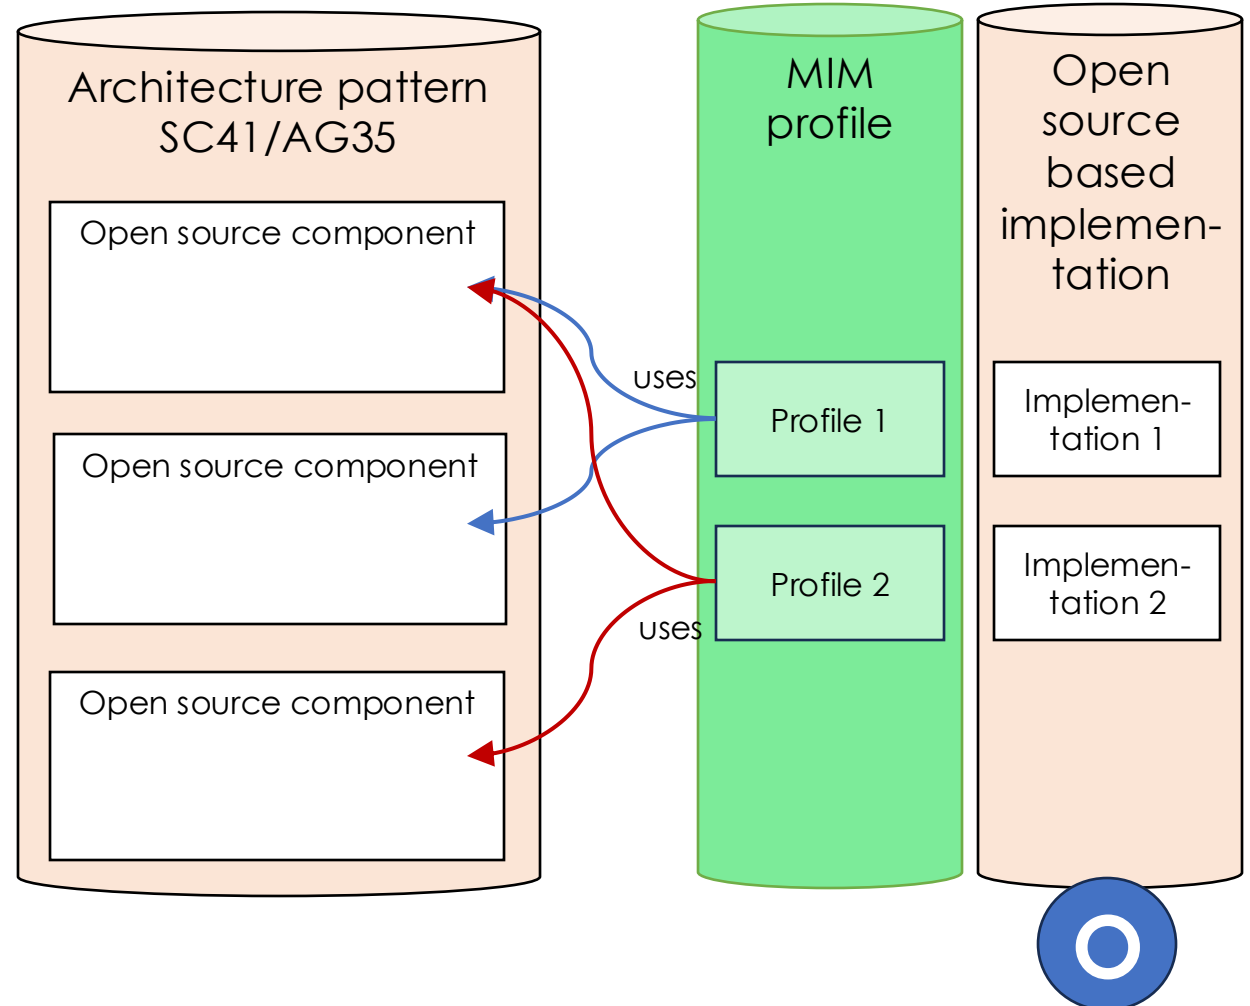 Architecture pattern
SC41/AG35
Open source component
Open source component
Open source component
uses
uses
MIM
profile
Profile 1
Profile 2
Open
source
based
implemen-
tation
Implemen-
tation 1
Implemen-
tation 2